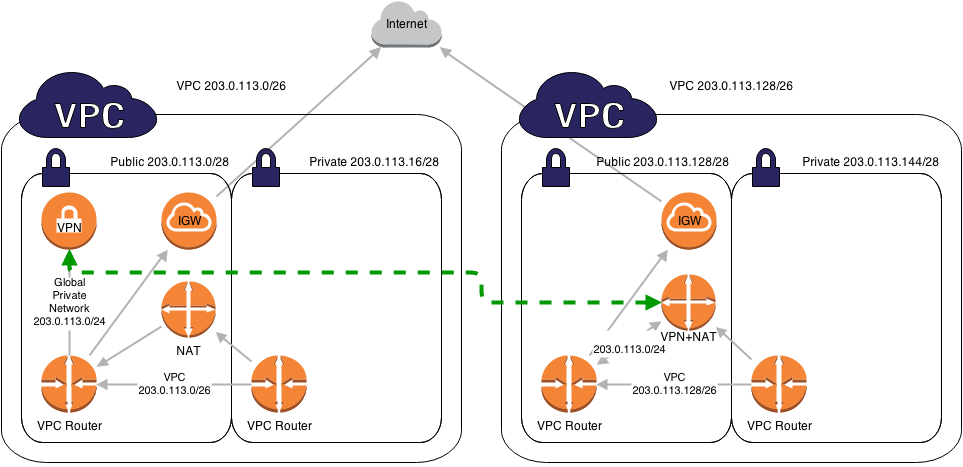 Internet
VPC 203.0.113.0/26
VPC 203.0.113.128/26
VPC
VPC
Public 203.0.113.0/28
Private 203.0.113.16/28
Public 203.0.113.128/28
Private 203.0.113.144/28
VPN
IGW
IGW
Global
Private
Network
203.0.113.0/24
NAT
VPN+NAT
203.0.113.0/24
VPC
203.0.113.0/26
VPC
203.0.113.128/26
VPC Router
VPC Router
VPC Router
VPC Router